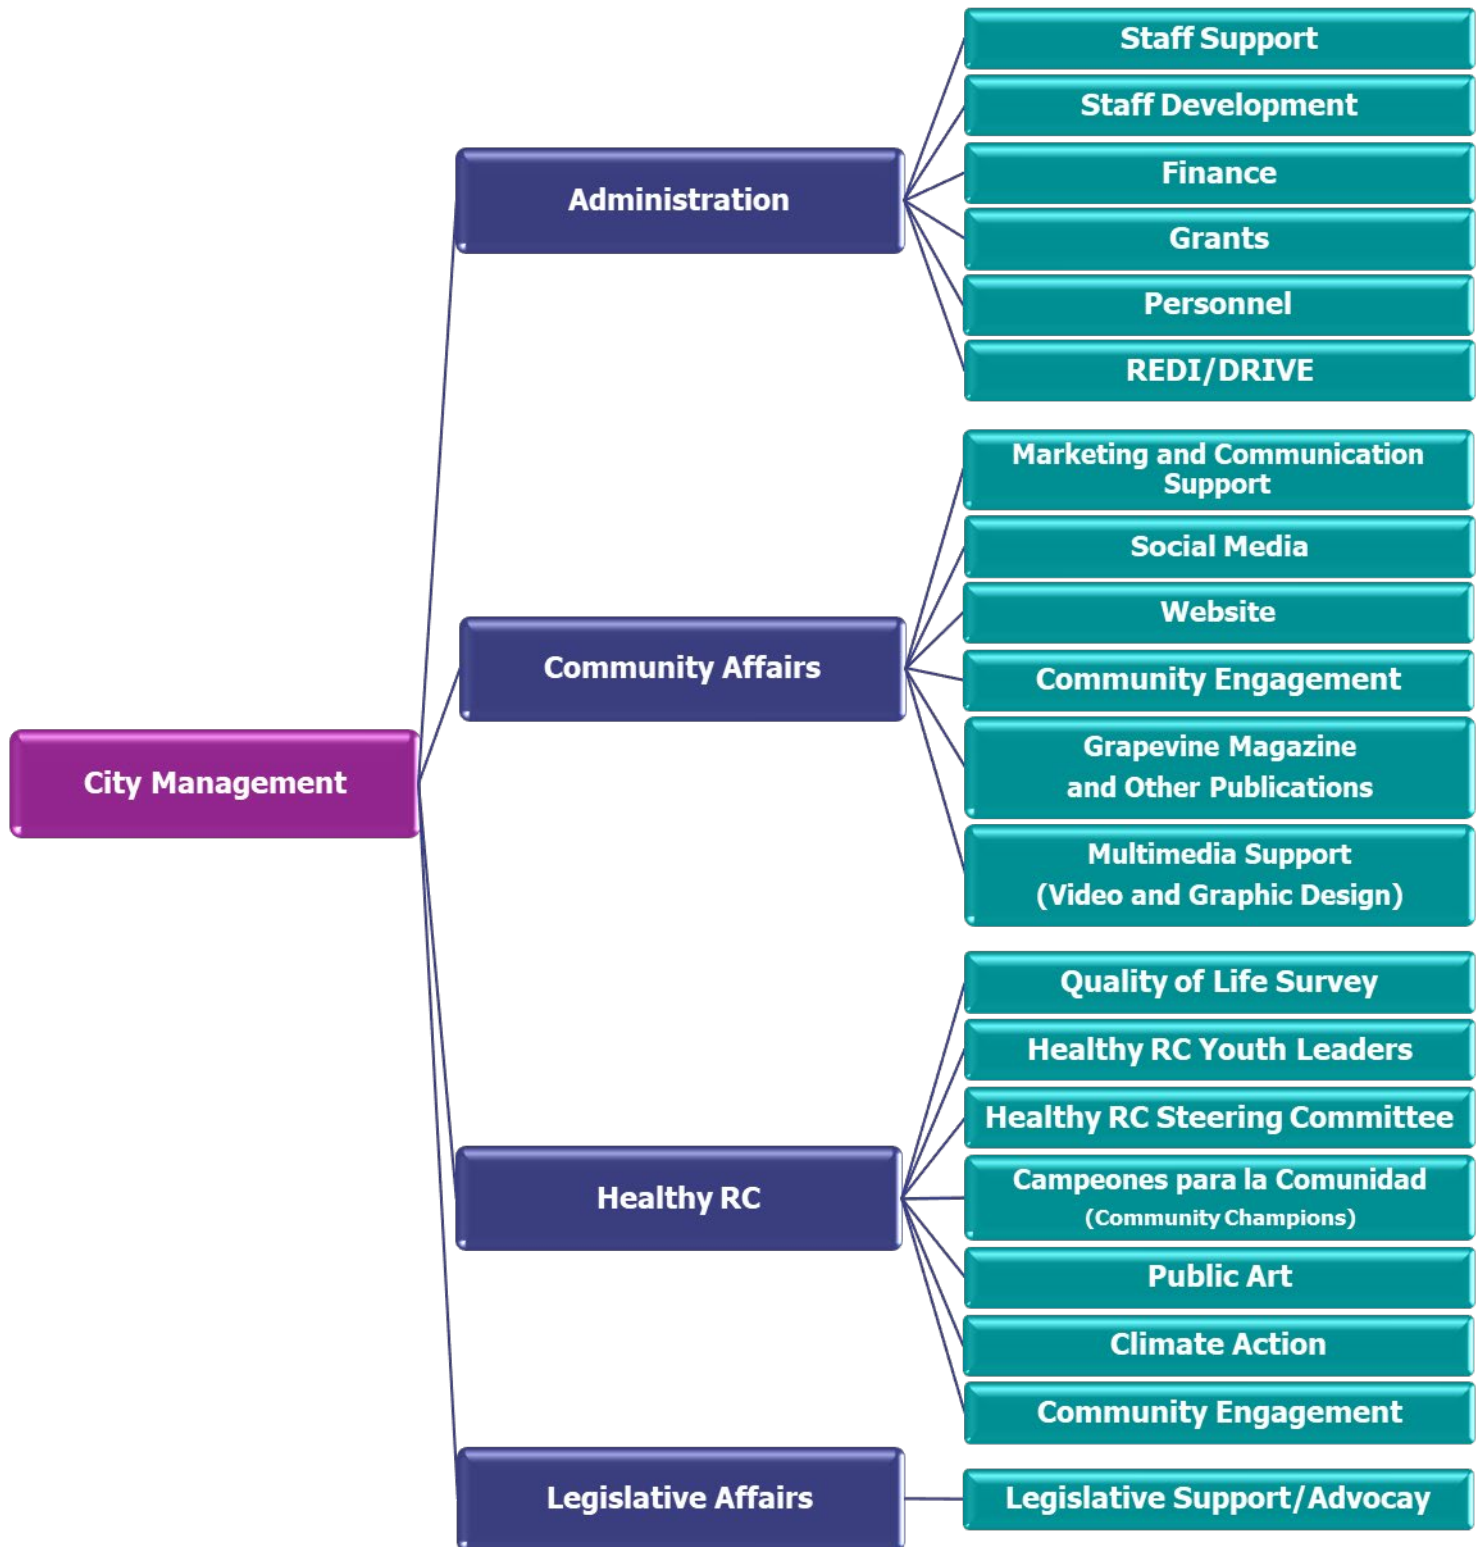 City Management
Administration
Staff Support
Staff Development
Finance
Grants
Personnel
REDI/DRIVE
Community Affairs
Marketing and Communication
Support
Social Media
Website
Community Engagement
Grapevine Magazine
and Other Publications
Multimedia Support
(Video and Graphic Design)
Healthy RC
Quality of Life Survey
Healthy RC Youth Leaders
Healthy RC Steering Committee
Campeones para la Comunidad
(Community Champions)
Public Art
Climate Action
Community Engagement
Legislative Affairs
Legislative Support/Advocay